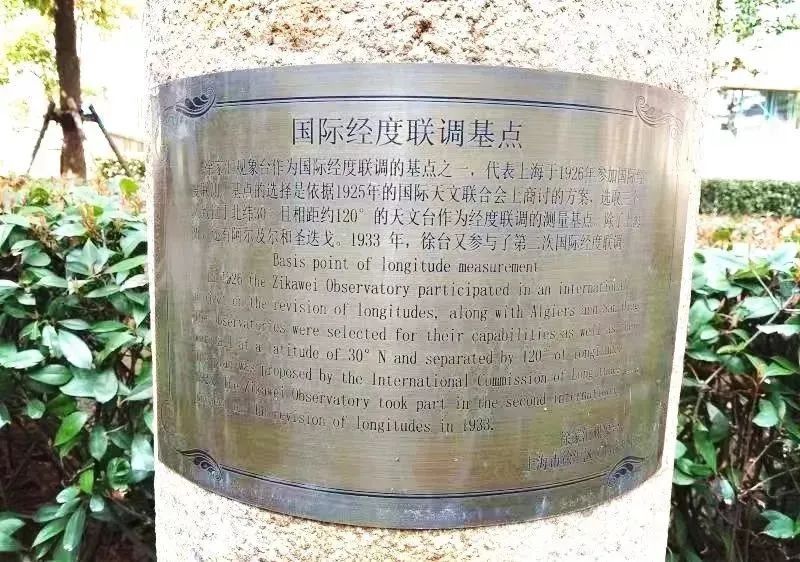 国际经度联调基点
观象台作为国际经度联调的基点之一，代表上海于1926年参加国际
基点的选择是依据1925年的国际天文联合会上商讨的方案，选取三个
北纬30° 且相距约120°的天文台作为经度联调的测量基点，除了上海
还有阿尔及尔和圣迭戈。1933 年，徐台又参与了第二次国际经度联调
Basis point of longitude measurement
the Zikawei Observatory participated in an international
on the revision of longitudes, along with Algiers and San
observatories were selected for their capabilities as well as
at a latitude of 30° N and separated by 120° of longitude
proposed by the International Commission of Longitudes
Zikawei Observatory took part in the second international
revision of longitudes in 1933.
上海市